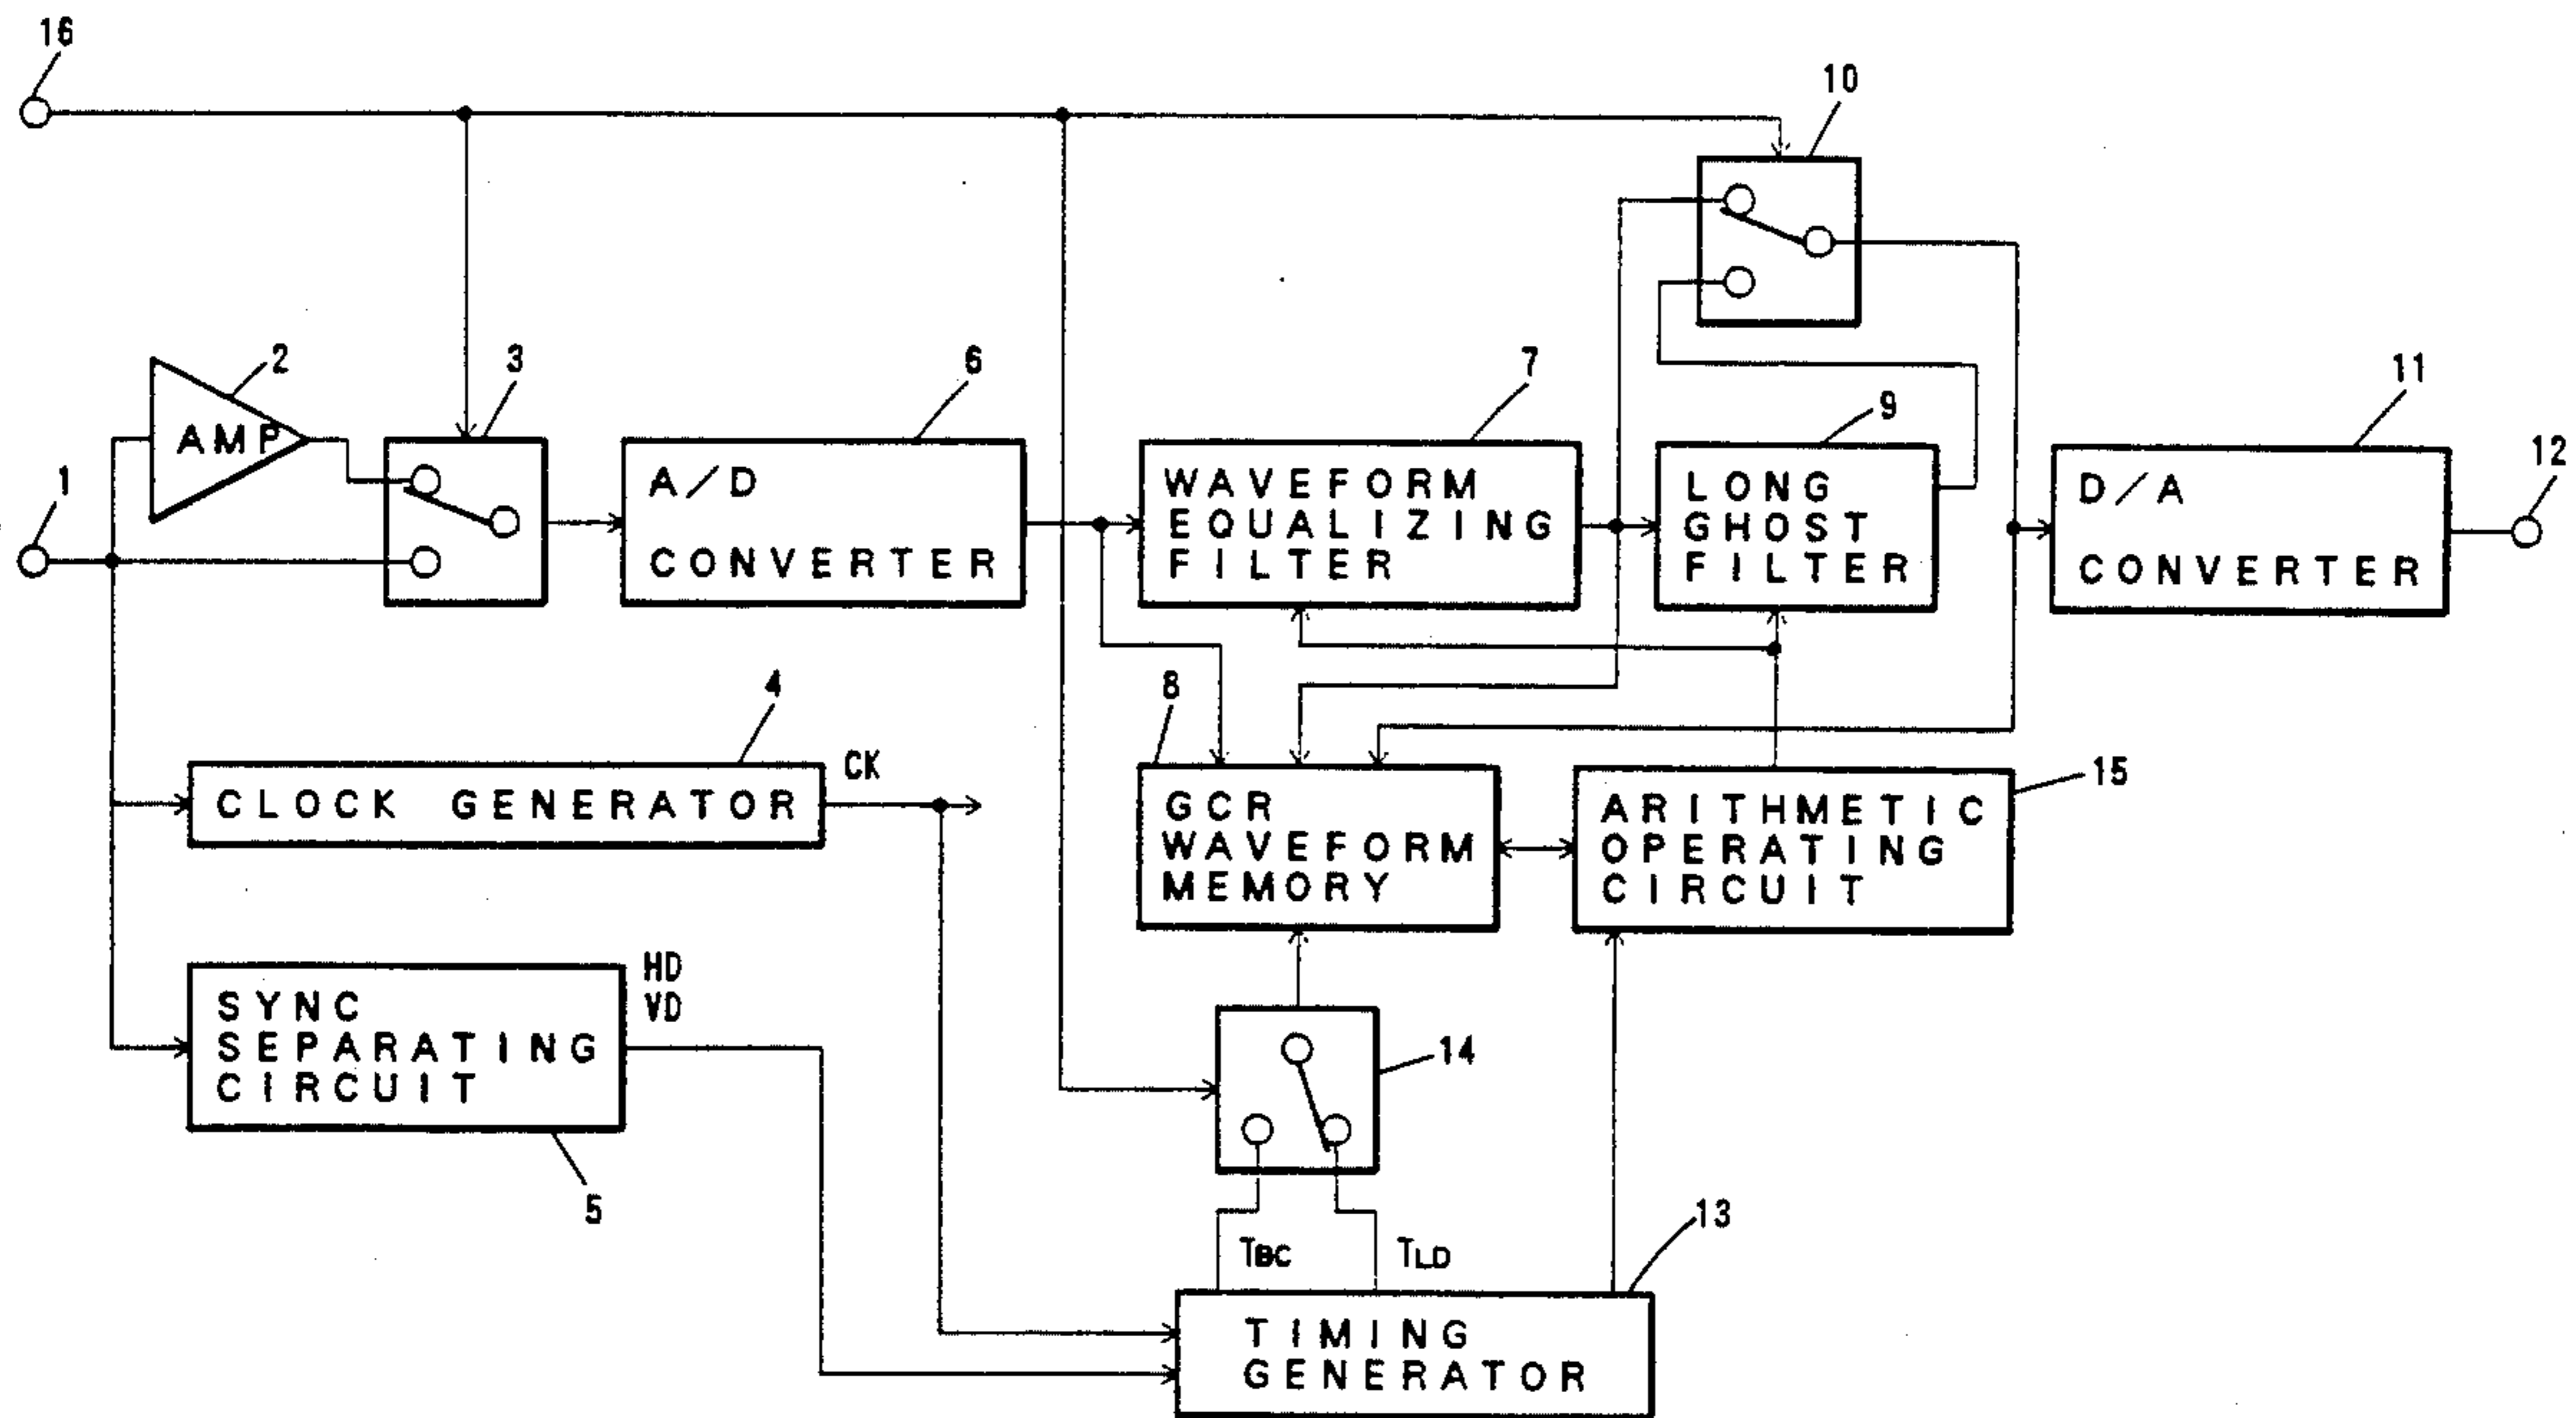 16
10
2
3
6
7
9
11
AMP
1
12
A/D
CONVERTER
WAVEFORM
EQUALIZING
FILTER
LONG
GHOST
FILTER
D/A
CONVERTER
4
8
CK
15
CLOCK GENERATOR
GCR
WAVEFORM
MEMORY
ARITHMETIC
OPERATING
CIRCUIT
HD
VD
SYNC
SEPARATING
CIRCUIT
14
5
13
TBC
TLD
TIMING
GENERATOR